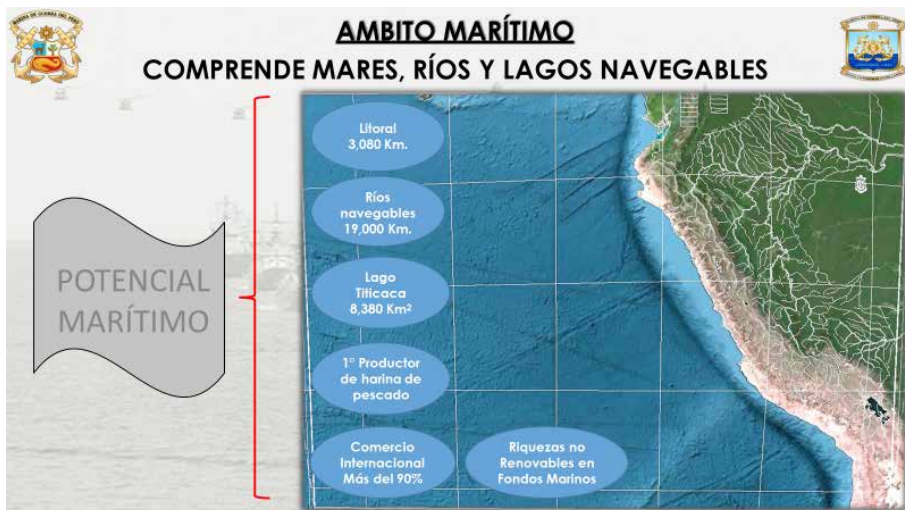 AMBITO MARÍTIMO
COMPRENDE MARES, RÍOS Y LAGOS NAVEGABLES
POTENCIAL
MARÍTIMO
Litoral
3,080 Km.
Ríos
navegables
19,000 Km.
Lago
Titicaca
8,380 Km²
1° Productor
de harina de
pescado
Comercio
Internacional
Más del 90%
Riquezas no
Renovables en
Fondos Marinos